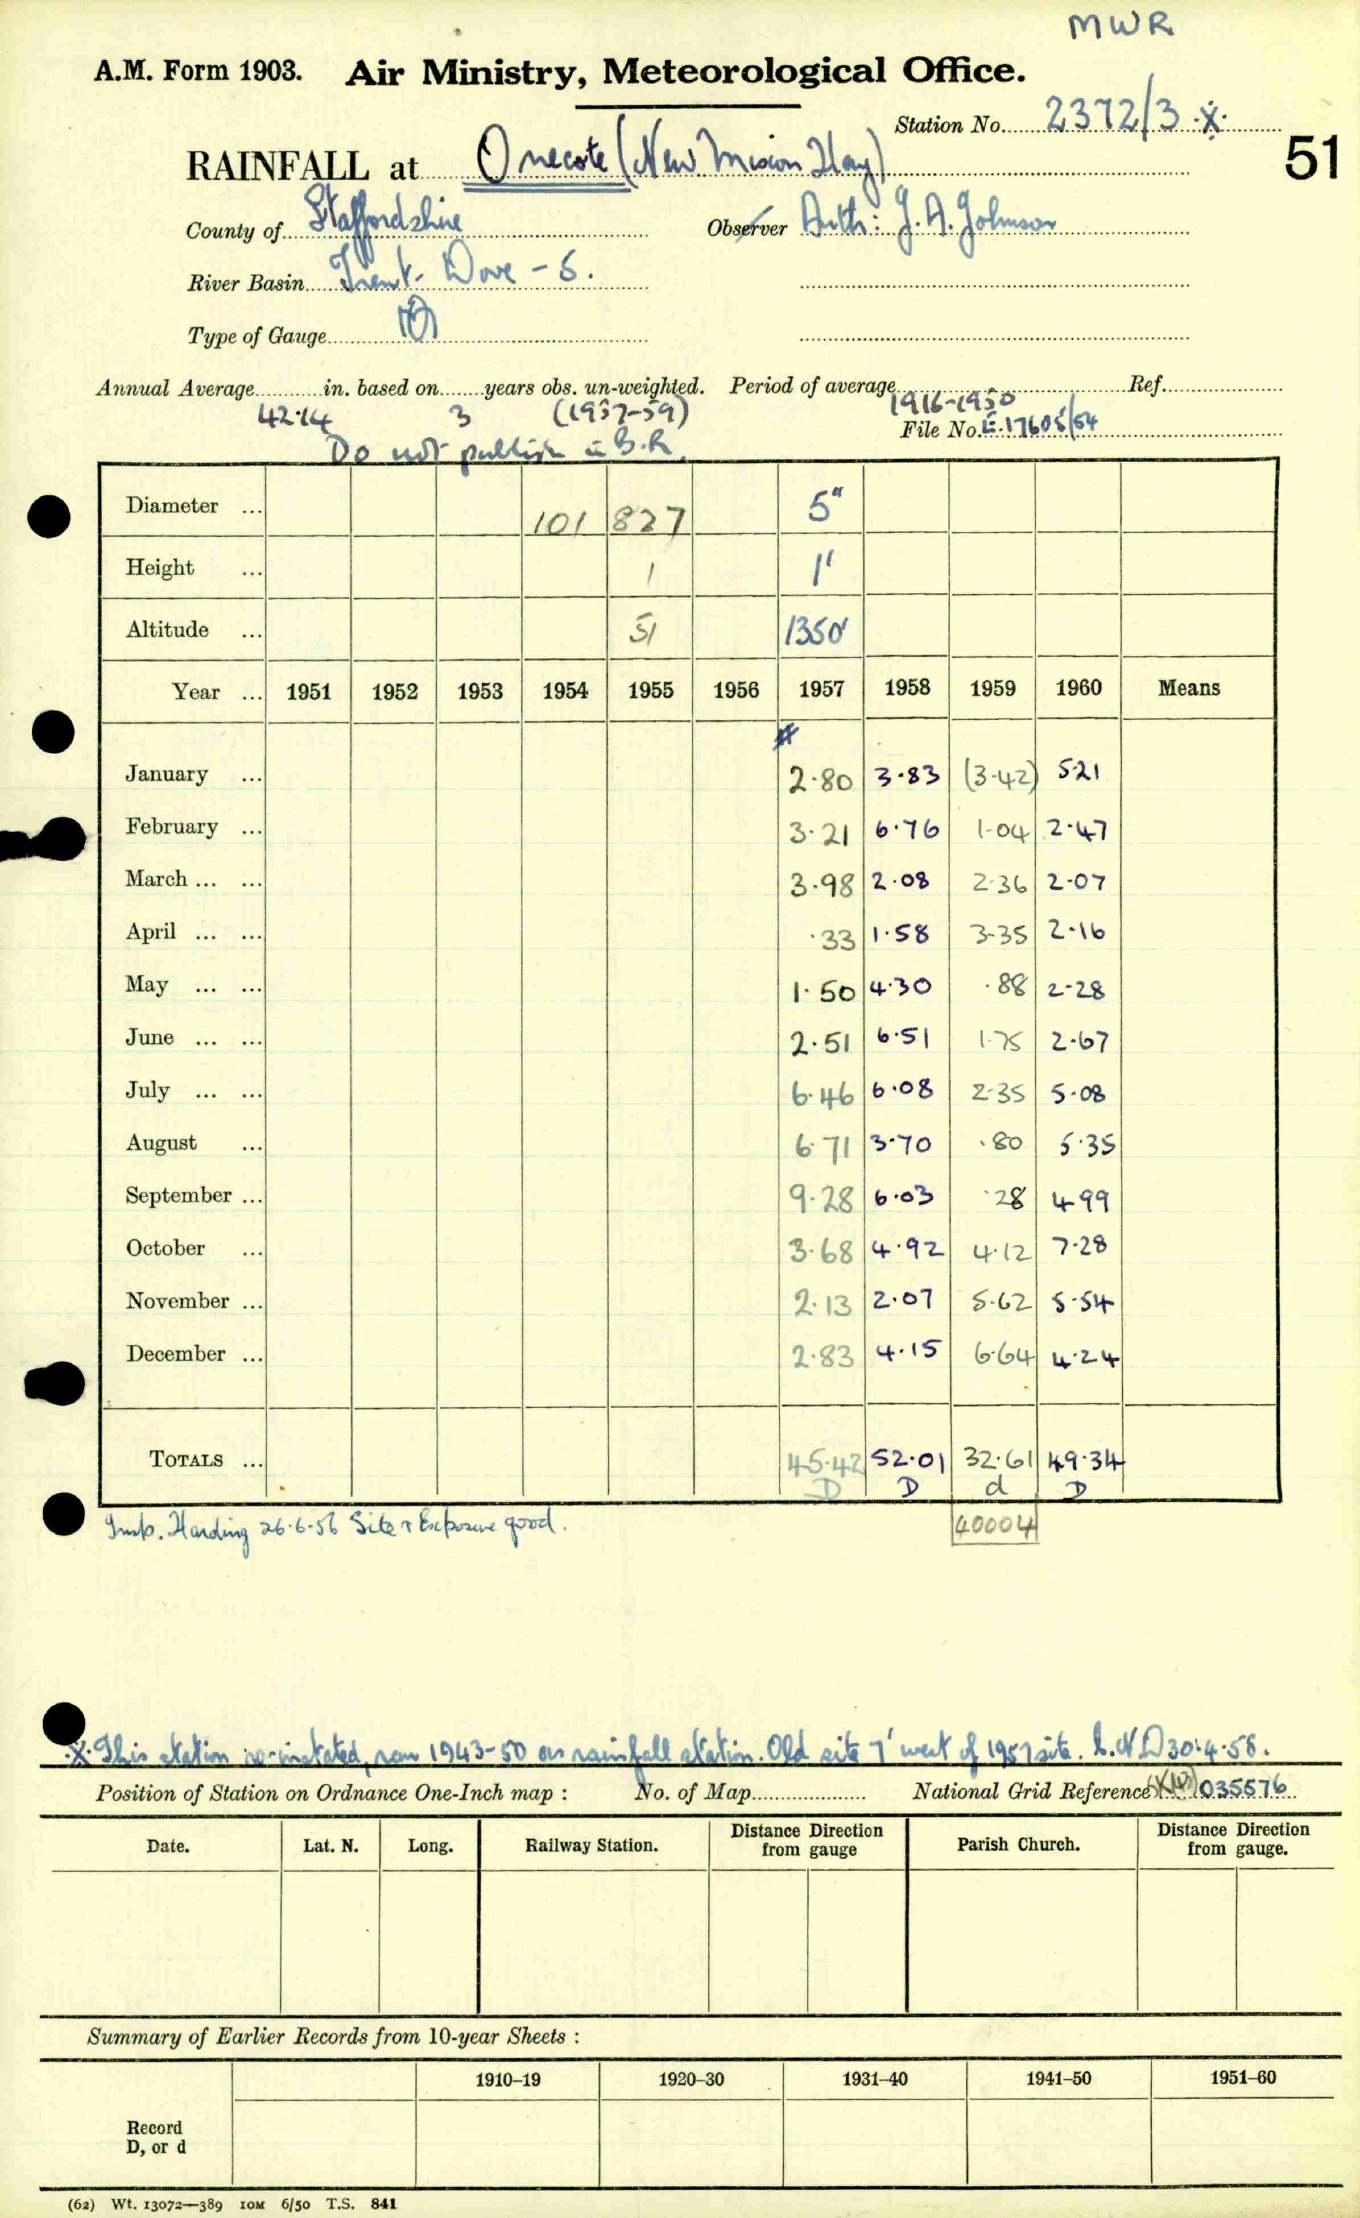 MWR
A.M. Form 1903. Air Ministry, Meteorological Office.
Station No. 2372/3 X
51
RAINFALL at Onecote (New Mixon Hay)
County of Staffordshire Observer Auth: J. A. Johnson
River Basin Trent - Dove - S.
Type of Gauge
Annual Average in. based on years obs. un-weighted. Period of average Ref.
42.14 3 (1957-59) 1916-1950
File No. E.17605/54
Do not publish in B.R.
Diameter ... 101 827 5"
Height ... 1 1'
Altitude ... 51 1350'
Year ... 1951 1952 1953 1954 1955 1956 1957 1958 1959 1960 Means
January ... 2.80 3.83 (3.42) 5.21
February ... 3.21 6.76 1.04 2.47
March ... ... 3.98 2.08 2.36 2.07
April ... ... .33 1.58 3.35 2.16
May ... ... 1.50 4.30 .88 2.28
June ... ... 2.51 6.51 1.75 2.67
July ... ... 6.46 6.08 2.35 5.08
August ... 6.71 3.70 .80 5.35
September ... 9.28 6.03 .28 4.99
October ... 3.68 4.92 4.12 7.28
November ... 2.13 2.07 5.62 5.54
December ... 2.83 4.15 6.64 4.24
TOTALS ... 45.42 52.01 32.61 49.34
D D d D
Insp. Harding 26.6.56 Site & Exposure good.
40004
X This station re-instated, ran 1943-50 as rainfall station. Old site 7' west of 1957 site. 30.4.58.
Position of Station on Ordnance One-Inch map : No. of Map National Grid Reference 035576
Date. Lat. N. Long. Railway Station. Distance Direction from gauge Parish Church. Distance Direction from gauge.
Summary of Earlier Records from 10-year Sheets :
1910–19 1920–30 1931–40 1941–50 1951–60
Record
D, or d
(62) Wt. 13072—389 10M 6/50 T.S. 841